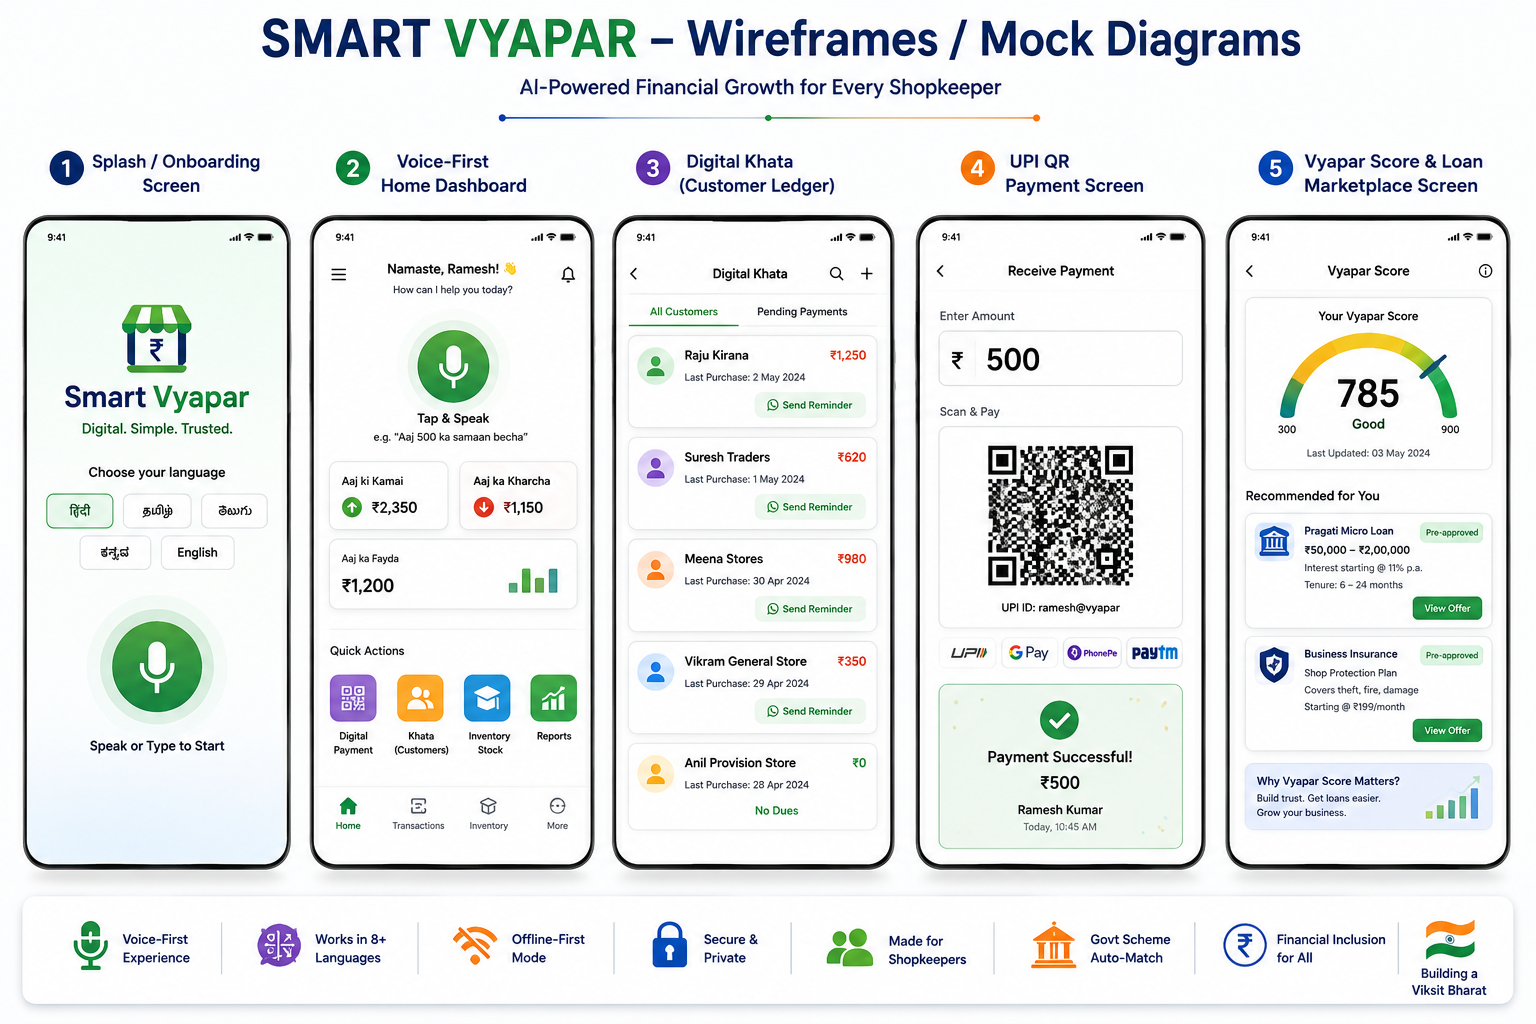 SMART VYAPAR – Wireframes / Mock Diagrams
AI-Powered Financial Growth for Every Shopkeeper
1 Splash / Onboarding
Screen
2 Voice-First
Home Dashboard
3 Digital Khata
(Customer Ledger)
4 UPI QR
Payment Screen
5 Vyapar Score & Loan
Marketplace Screen
9:41
₹
Smart Vyapar
Digital. Simple. Trusted.
Choose your language
हिंदी தமிழ் తెలుగు
ಕನ್ನಡ English
Speak or Type to Start
9:41
Namaste, Ramesh! 👋
How can I help you today?
Tap & Speak
e.g. “Aaj 500 ka samaan becha”
Aaj ki Kamai
₹2,350
Aaj ka Kharcha
₹1,150
Aaj ka Fayda
₹1,200
Quick Actions
Digital
Payment
Khata
(Customers)
Inventory
Stock
Reports
Home Transactions Inventory More
9:41
Digital Khata
All Customers Pending Payments
Raju Kirana ₹1,250
Last Purchase: 2 May 2024
Send Reminder
Suresh Traders ₹620
Last Purchase: 1 May 2024
Send Reminder
Meena Stores ₹980
Last Purchase: 30 Apr 2024
Send Reminder
Vikram General Store ₹350
Last Purchase: 29 Apr 2024
Send Reminder
Anil Provision Store ₹0
Last Purchase: 28 Apr 2024
No Dues
9:41
Receive Payment
Enter Amount
₹ 500
Scan & Pay
UPI ID: ramesh@vyapar
UPI G Pay PhonePe paytm
Payment Successful!
₹500
Ramesh Kumar
Today, 10:45 AM
9:41
Vyapar Score
Your Vyapar Score
785
Good
300 900
Last Updated: 03 May 2024
Recommended for You
Pragati Micro Loan Pre-approved
₹50,000 – ₹2,00,000
Interest starting @ 11% p.a.
Tenure: 6 – 24 months
View Offer
Business Insurance Pre-approved
Shop Protection Plan
Covers theft, fire, damage
Starting @ ₹199/month
View Offer
Why Vyapar Score Matters?
Build trust. Get loans easier.
Grow your business.
Voice-First
Experience
Works in 8+
Languages
Offline-First
Mode
Secure &
Private
Made for
Shopkeepers
Govt Scheme
Auto-Match
₹
Financial Inclusion
for All
Building a
Viksit Bharat